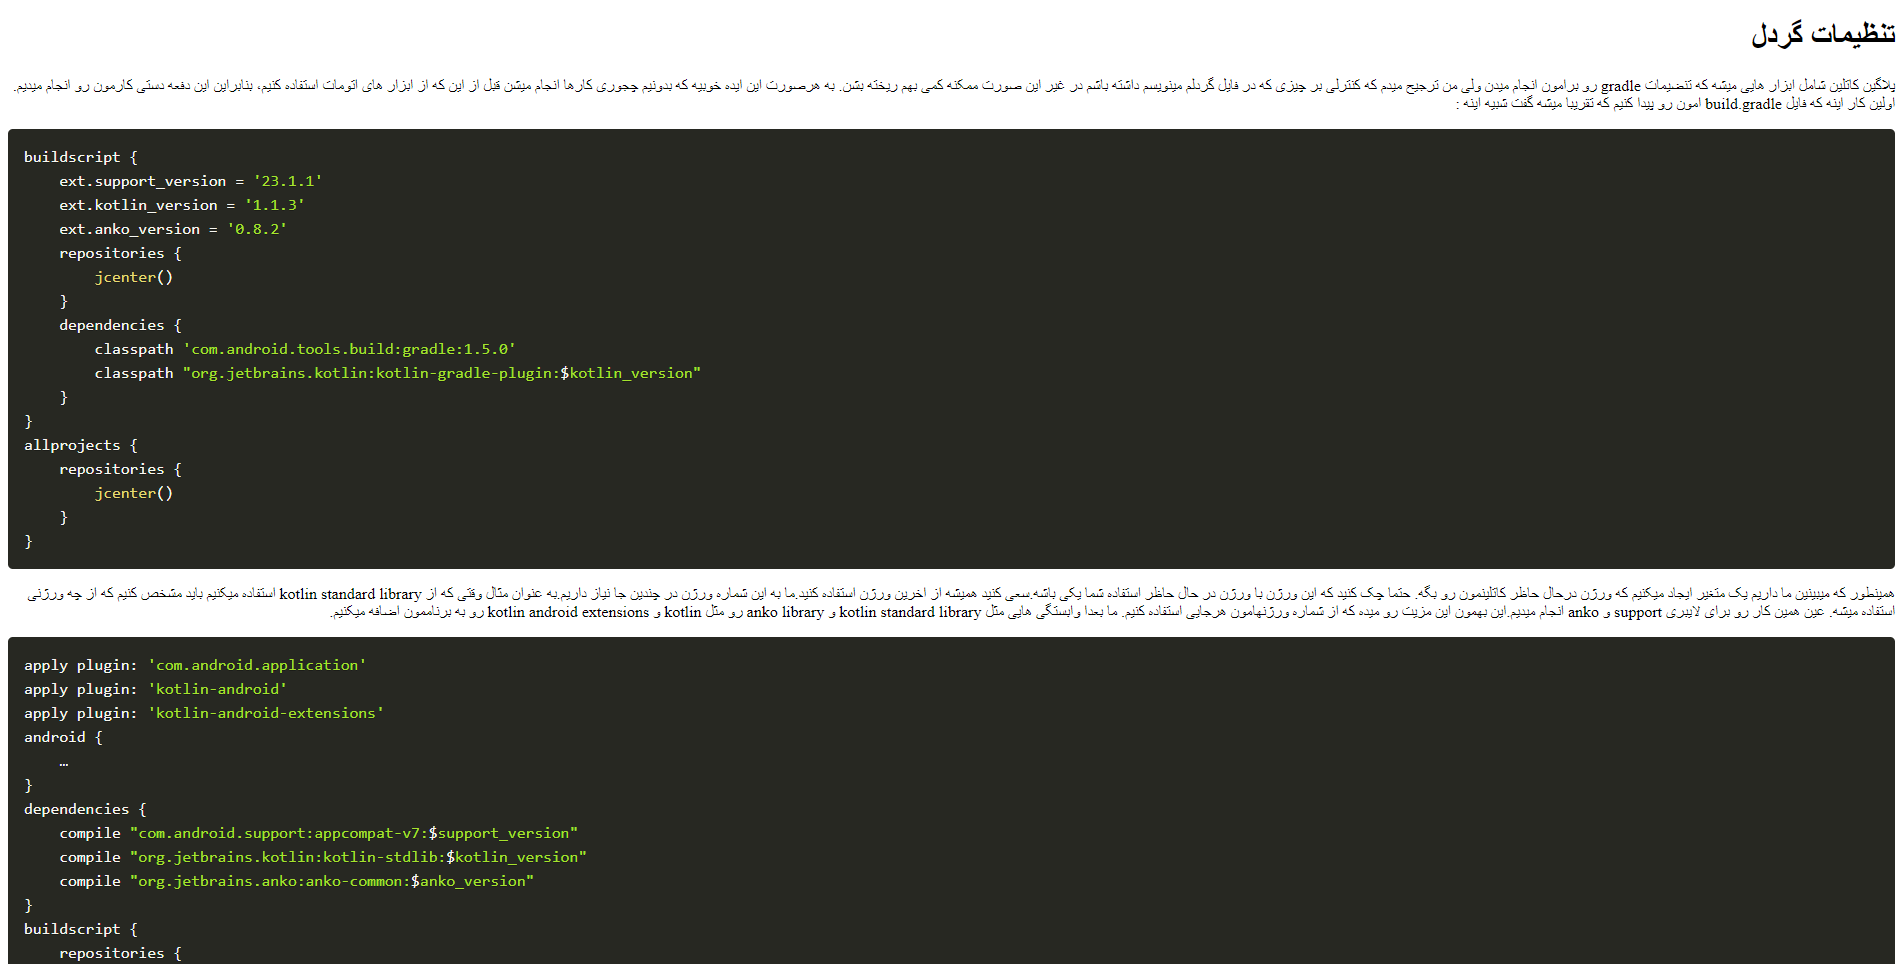 تنظیمات گردل
پلاگین کاتلین شامل ابزار هایی میشه که تنضیمات gradle رو برامون انجام میدن ولی من ترجیح میدم که کنترلی بر چیزی که در فایل گردلم مینویسم داشته باشم در غیر این صورت ممکنه کمی بهم ریخته بشن. به هرصورت این ایده خوبیه که بدونیم چجوری کارها انجام میشن قبل از این که از ابزار های اتومات استفاده کنیم، بنابراین این دفعه دستی کارمون رو انجام میدیم.
اولین کار اینه که فایل build.gradle امون رو پیدا کنیم که تقریبا میشه گفت شبیه اینه :
buildscript {
    ext.support_version = '23.1.1'
    ext.kotlin_version = '1.1.3'
    ext.anko_version = '0.8.2'
    repositories {
        jcenter()
    }
    dependencies {
        classpath 'com.android.tools.build:gradle:1.5.0'
        classpath "org.jetbrains.kotlin:kotlin-gradle-plugin:$kotlin_version"
    }
}
allprojects {
    repositories {
        jcenter()
    }
}
همینطور که میبینین ما داریم یک متغیر ایجاد میکنیم که ورژن درحال حاظر کاتلینمون رو بگه. حتما چک کنید که این ورژن با ورژن در حال حاظر استفاده شما یکی باشه.سعی کنید همیشه از اخرین ورژن استفاده کنید.ما به این شماره ورژن در چندین جا نیاز داریم.به عنوان مثال وقتی که از kotlin standard library استفاده میکنیم باید مشخص کنیم که از چه ورژنی
استفاده میشه. عین همین کار رو برای لایبری support و anko انجام میدیم.این بهمون این مزیت رو میده که از شماره ورژنهامون هرجایی استفاده کنیم. ما بعدا وابستگی هایی مثل kotlin standard library و anko library رو مثل kotlin و kotlin android extensions رو به برناممون اضافه میکنیم.
apply plugin: 'com.android.application'
apply plugin: 'kotlin-android'
apply plugin: 'kotlin-android-extensions'
android {
    …
}
dependencies {
    compile "com.android.support:appcompat-v7:$support_version"
    compile "org.jetbrains.kotlin:kotlin-stdlib:$kotlin_version"
    compile "org.jetbrains.anko:anko-common:$anko_version"
}
buildscript {
    repositories {